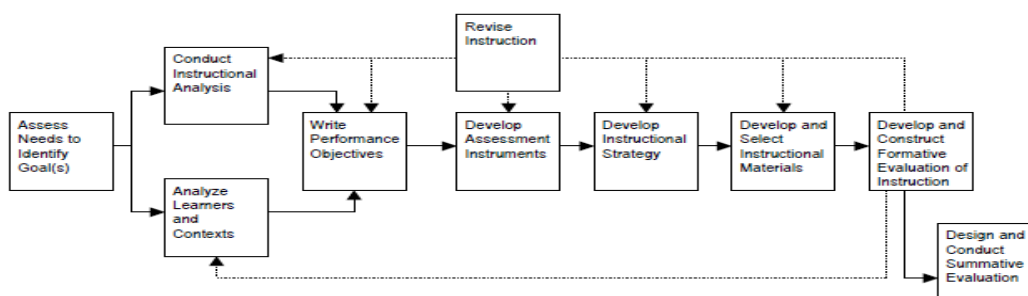 Revise
Instruction
Conduct
Instructional
Analysis
Assess
Needs to
Identify
Goal(s)
Write
Performance
Objectives
Develop
Assessment
Instruments
Develop
Instructional
Strategy
Develop and
Select
Instructional
Materials
Develop and
Construct
Formative
Evaluation of
Instruction
Analyze
Learners
and
Contexts
Design and
Conduct
Summative
Evaluation